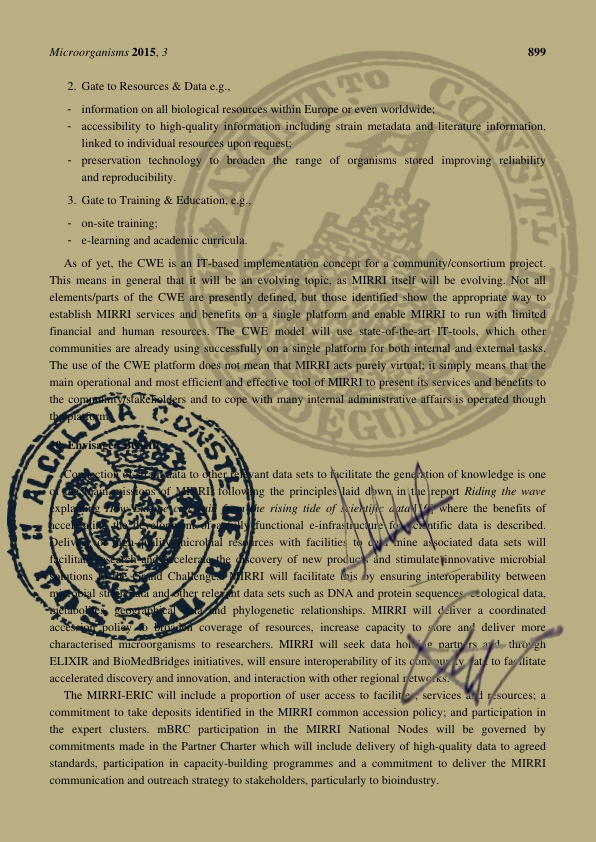 Microorganisms 2015, 3 899
2. Gate to Resources & Data e.g.,
- information on all biological resources within Europe or even worldwide;
- accessibility to high-quality information including strain metadata and literature information,
linked to individual resources upon request;
- preservation technology to broaden the range of organisms stored improving reliability
and reproducibility.
3. Gate to Training & Education, e.g.,
- on-site training;
- e-learning and academic curricula.
As of yet, the CWE is an IT-based implementation concept for a community/consortium project.
This means in general that it will be an evolving topic, as MIRRI itself will be evolving. Not all
elements/parts of the CWE are presently defined, but those identified show the appropriate way to
establish MIRRI services and benefits on a single platform and enable MIRRI to run with limited
financial and human resources. The CWE model will use state-of-the-art IT-tools, which other
communities are already using successfully on a single platform for both internal and external tasks.
The use of the CWE platform does not mean that MIRRI acts purely virtual; it simply means that the
main operational and most efficient and effective tool of MIRRI to present its services and benefits to
the community/stakeholders and to cope with many internal administrative affairs is operated though
the platform.
Envisaged
Connection of data to other relevant data sets to facilitate the generation of knowledge is one
of missions of MIRRI, following the principles laid down in the report Riding the wave
the rising tide of scientific data where the benefits of
the development of a functional e-infrastructure for scientific data is described.
microbial resources with facilities to mine associated data sets will
facilitate research and accelerate the discovery of new products and stimulate innovative microbial
solutions Grand Challenges. MIRRI will facilitate this by ensuring interoperability between
microbial data and other relevant data sets such as DNA and protein sequences, ecological data,
geographical and phylogenetic relationships. MIRRI will deliver a coordinated
accession policy to broaden coverage of resources, increase capacity to store and deliver more
characterised microorganisms to researchers. MIRRI will seek data holding partners and, through
ELIXIR and BioMedBridges initiatives, will ensure interoperability of its community data to facilitate
accelerated discovery and innovation, and interaction with other regional networks.
The MIRRI-ERIC will include a proportion of user access to facilities, services and resources; a
commitment to take deposits identified in the MIRRI common accession policy; and participation in
the expert clusters. mBRC participation in the MIRRI National Nodes will be governed by
commitments made in the Partner Charter which will include delivery of high-quality data to agreed
standards, participation in capacity-building programmes and a commitment to deliver the MIRRI
communication and outreach strategy to stakeholders, particularly to bioindustry.
ALCALDIA CONST